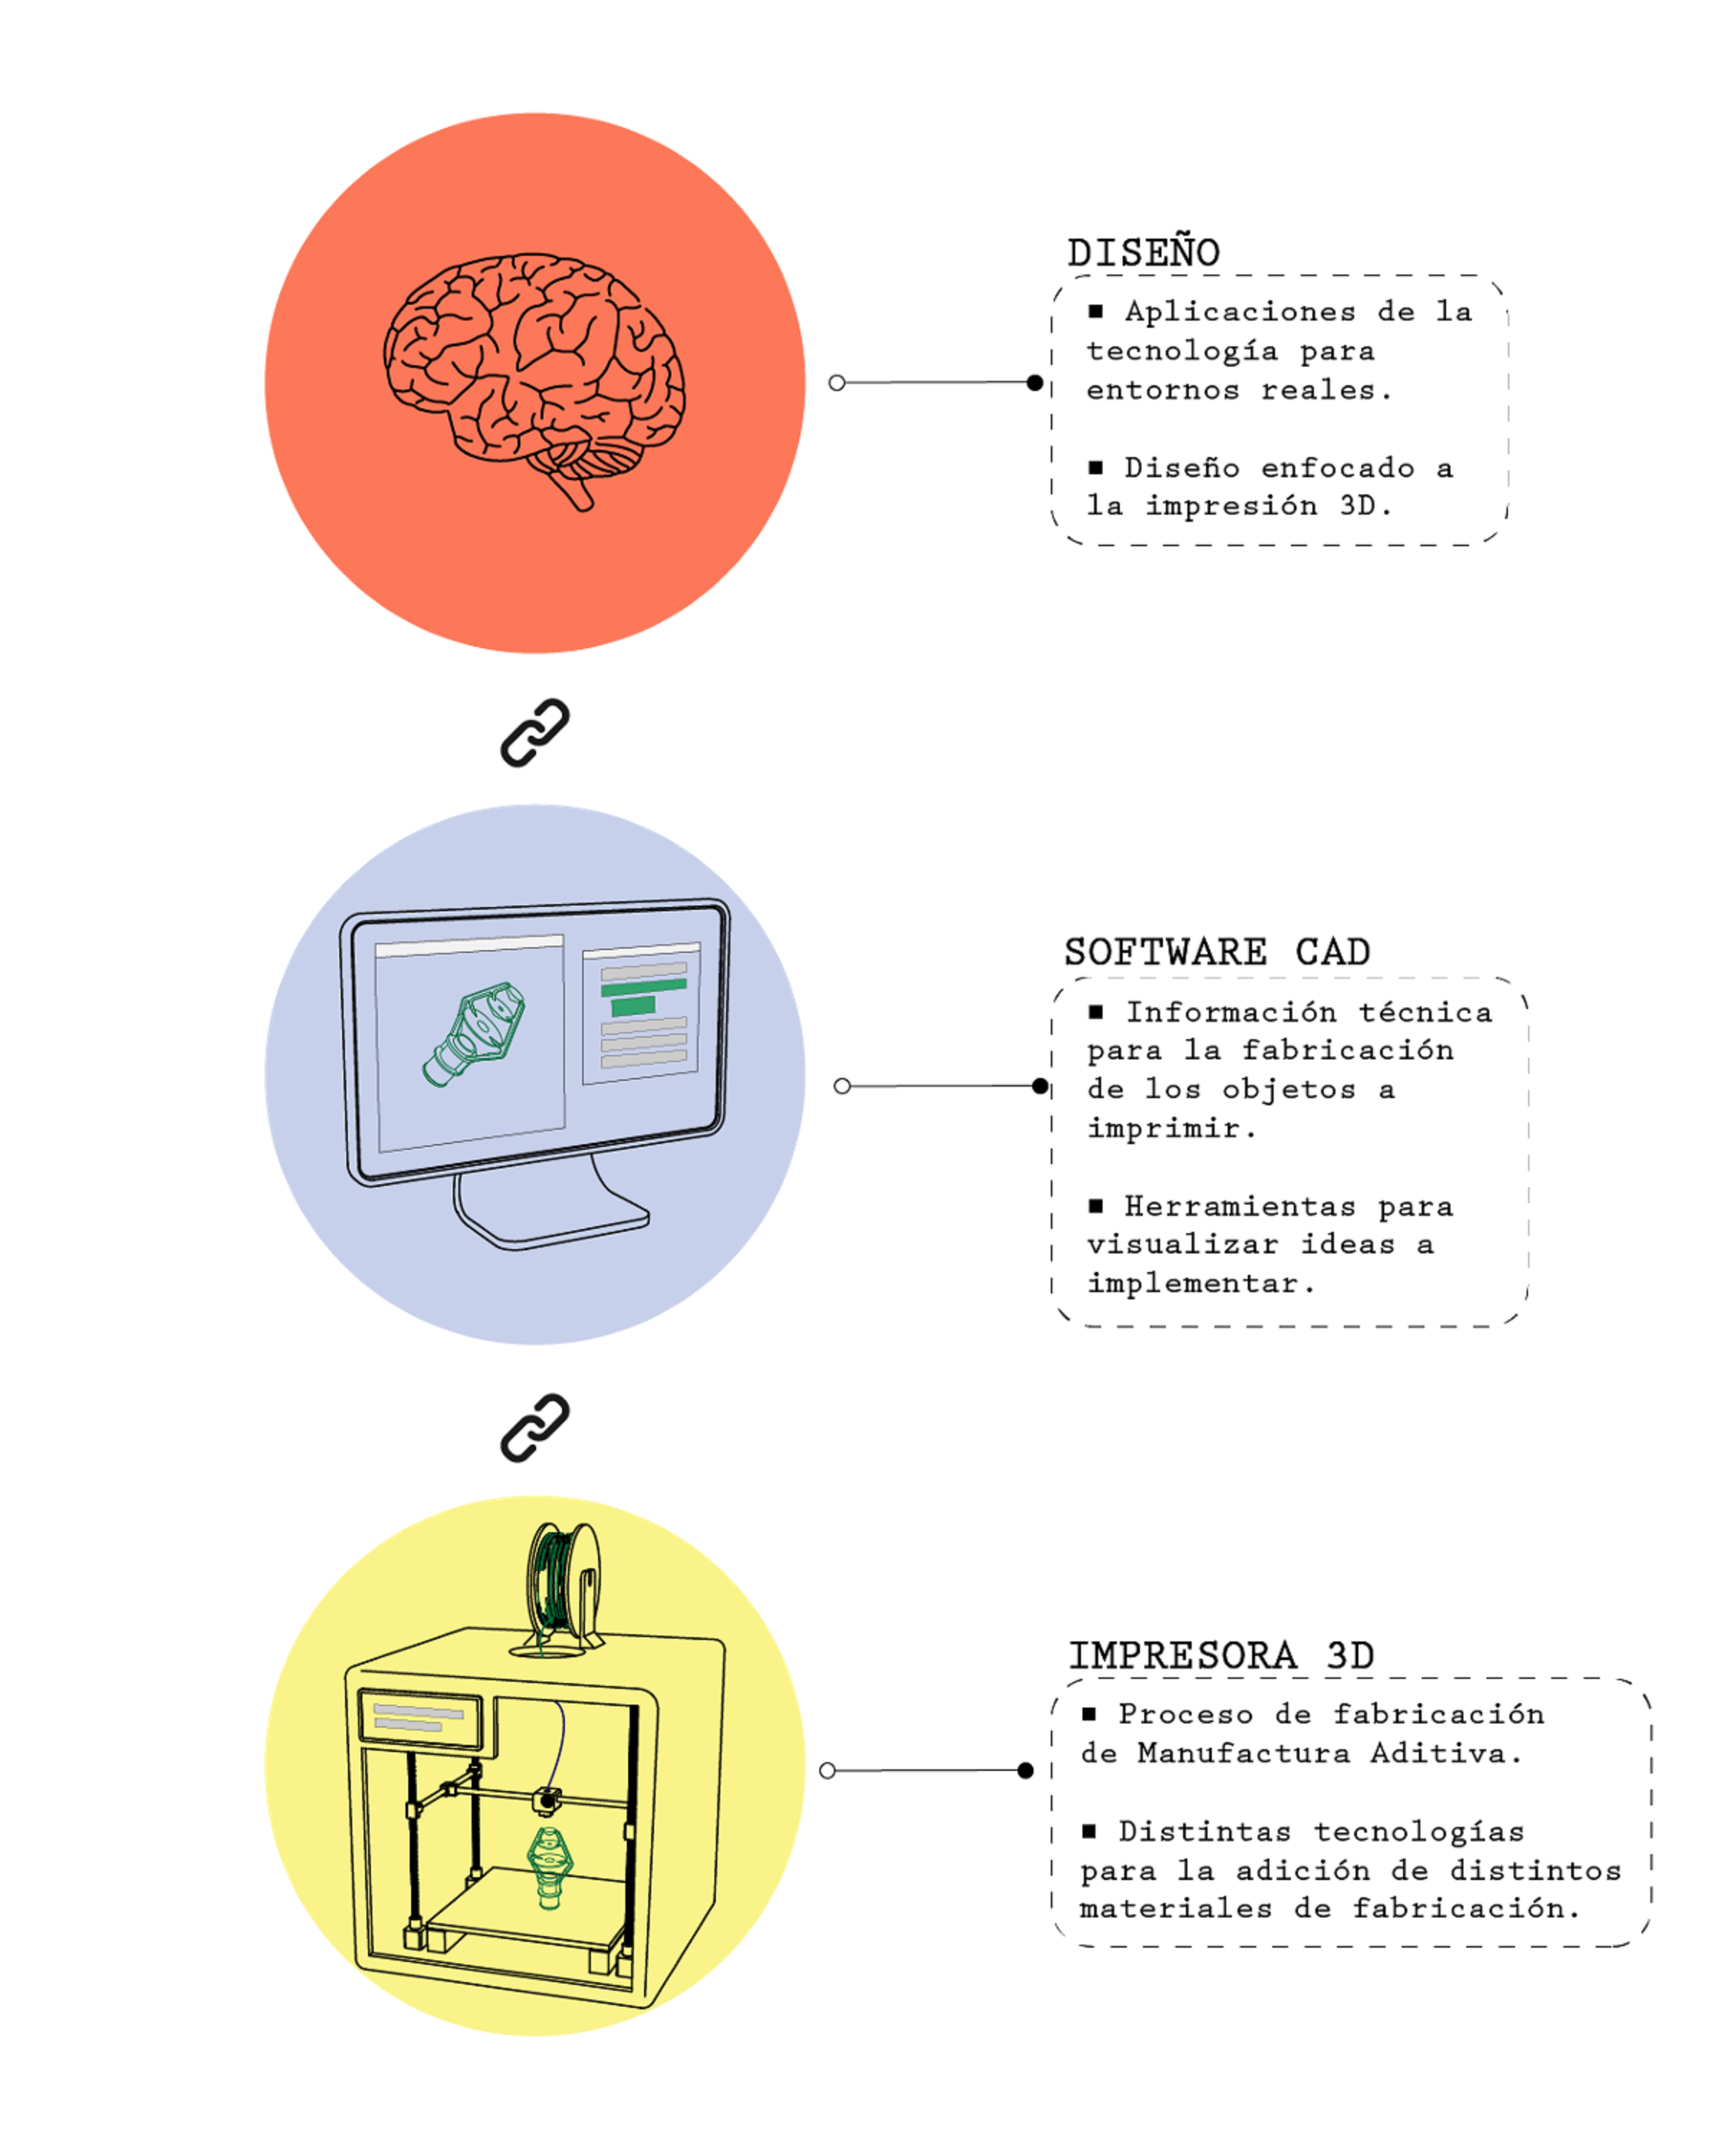 DISEÑO
▪ Aplicaciones de la
tecnología para
entornos reales.
▪ Diseño enfocado a
la impresión 3D.
SOFTWARE CAD
▪ Información técnica
para la fabricación
de los objetos a
imprimir.
▪ Herramientas para
visualizar ideas a
implementar.
IMPRESORA 3D
▪ Proceso de fabricación
de Manufactura Aditiva.
▪ Distintas tecnologías
para la adición de distintos
materiales de fabricación.